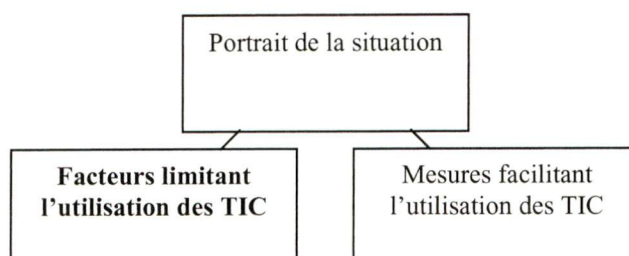 Portrait de la situation
Facteurs limitant
l'utilisation des TIC
Mesures facilitant
l'utilisation des TIC